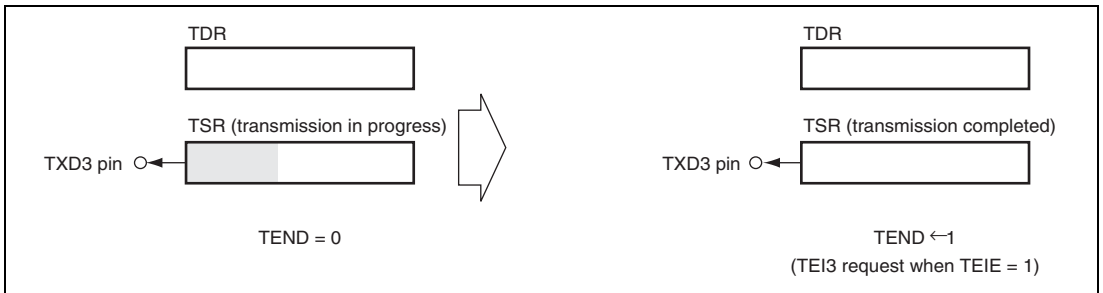 TDR
TSR (transmission in progress)
TXD3 pin
TEND = 0
TDR
TSR (transmission completed)
TXD3 pin
TEND ←1
(TEI3 request when TEIE = 1)